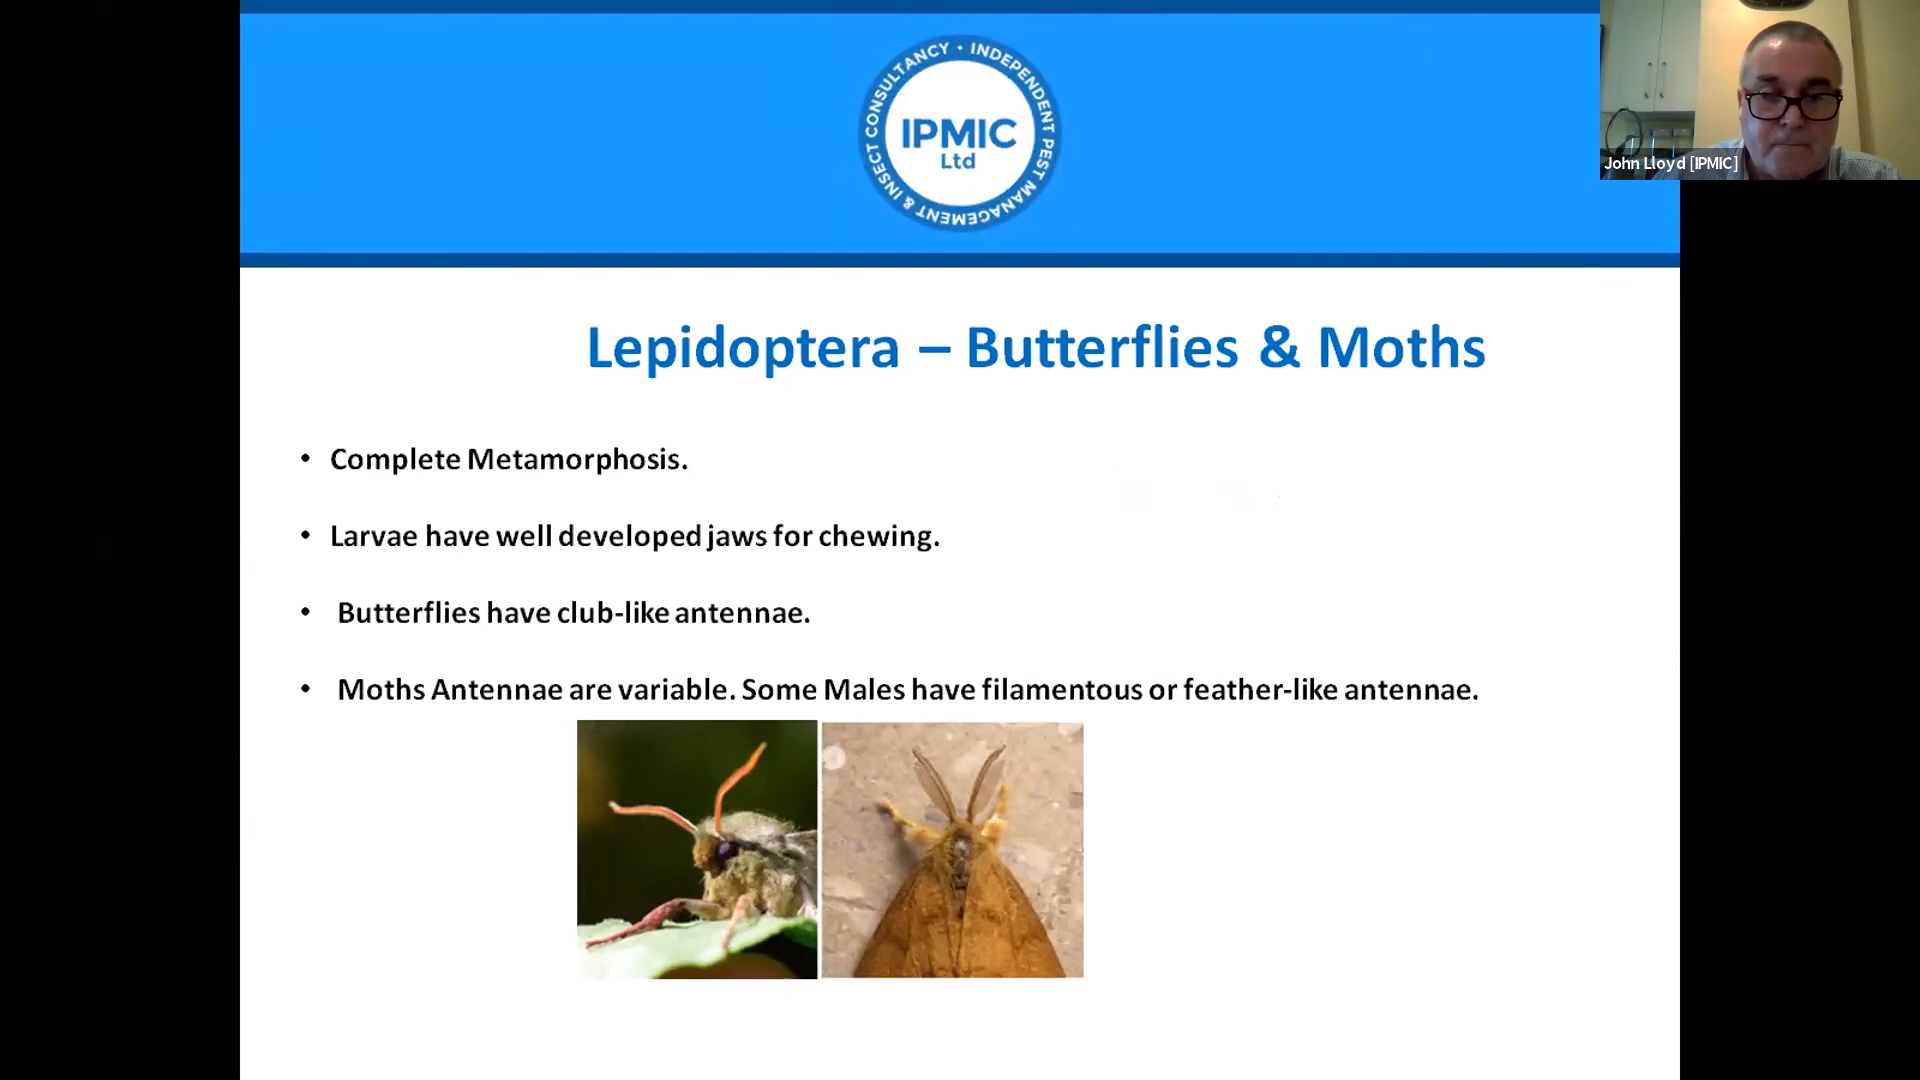 INSECT CONSULTANCY • INDEPENDENT PEST MANAGEMENT &
IPMIC
Ltd
John Lloyd [IPMIC]
Lepidoptera – Butterflies & Moths
• Complete Metamorphosis.
• Larvae have well developed jaws for chewing.
• Butterflies have club-like antennae.
• Moths Antennae are variable. Some Males have filamentous or feather-like antennae.